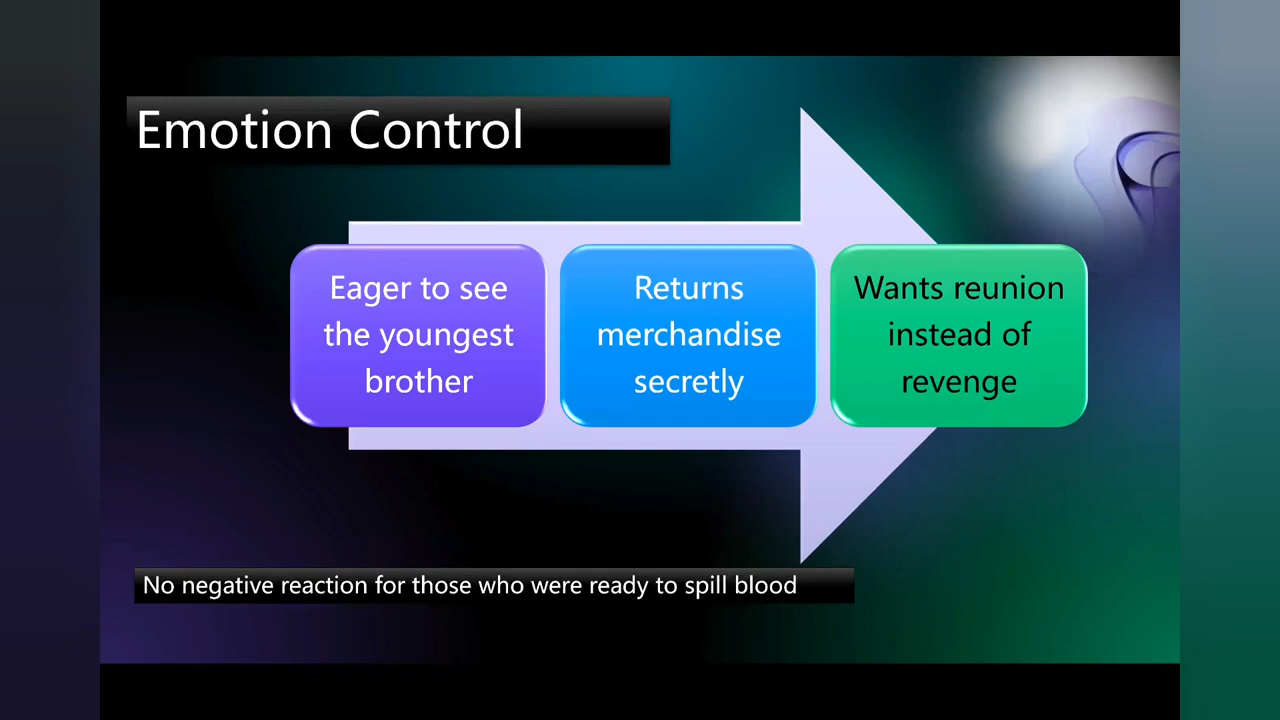 Emotion Control
Eager to see
the youngest
brother
Returns
merchandise
secretly
Wants reunion
instead of
revenge
No negative reaction for those who were ready to spill blood